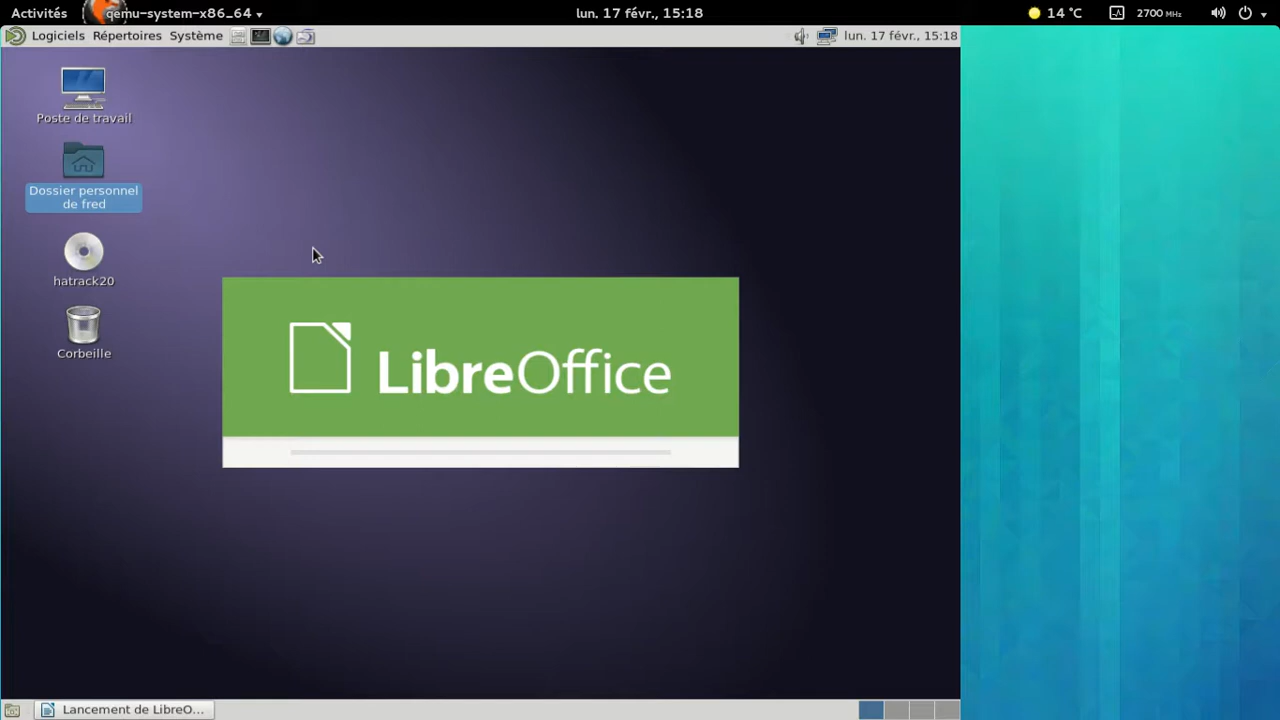 Activités qemu-system-x86_64 lun. 17 févr., 15:18 14 °C 2700 MHz
Logiciels Répertoires Système lun. 17 févr., 15:18
Poste de travail
Dossier personnel
de fred
hatrack20
Corbeille
LibreOffice
Lancement de LibreO...